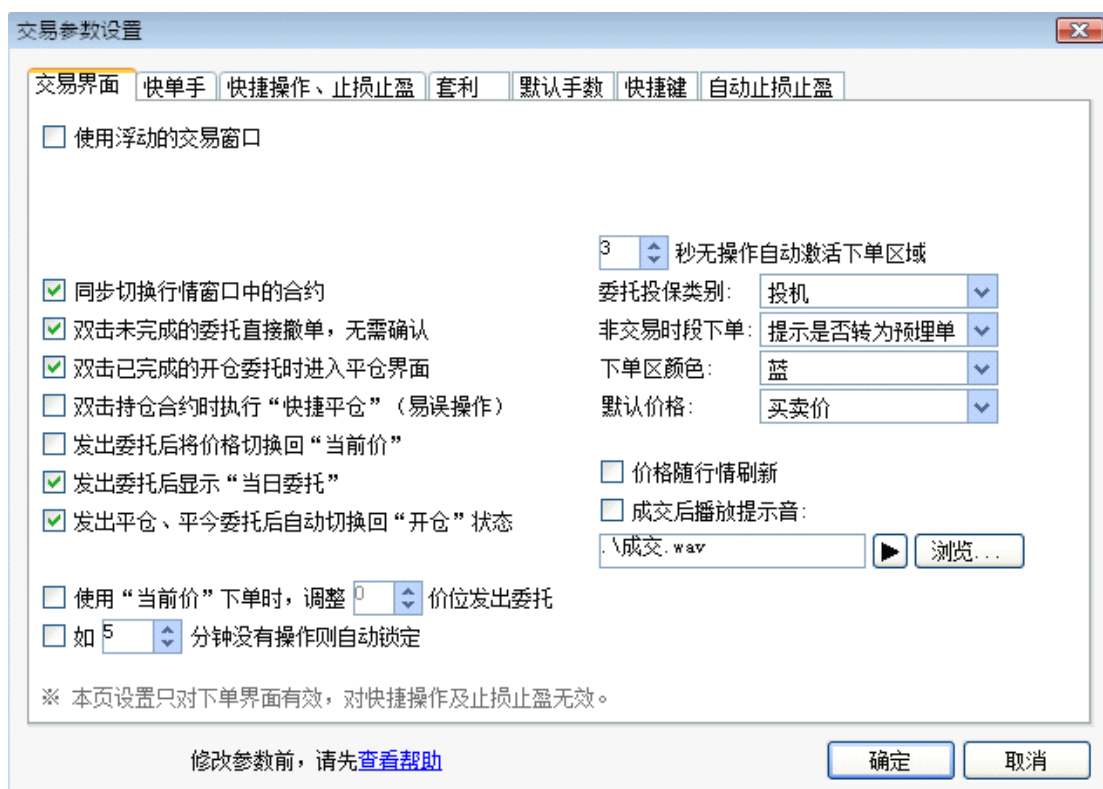 交易参数设置
交易界面 快单手 快捷操作、止损止盈 套利 默认手数 快捷键 自动止损止盈
使用浮动的交易窗口
3 秒无操作自动激活下单区域
同步切换行情窗口中的合约
委托投保类别: 投机
双击未完成的委托直接撤单，无需确认
非交易时段下单: 提示是否转为预埋单
双击已完成的开仓委托时进入平仓界面
下单区颜色: 蓝
双击持仓合约时执行“快捷平仓”（易误操作）
默认价格: 买卖价
发出委托后将价格切换回“当前价”
价格随行情刷新
发出委托后显示“当日委托”
成交后播放提示音:
发出平仓、平今委托后自动切换回“开仓”状态
.\成交.wav 浏览...
使用“当前价”下单时，调整 0 价位发出委托
如 5 分钟没有操作则自动锁定
※ 本页设置只对下单界面有效，对快捷操作及止损止盈无效。
修改参数前，请先查看帮助 确定 取消